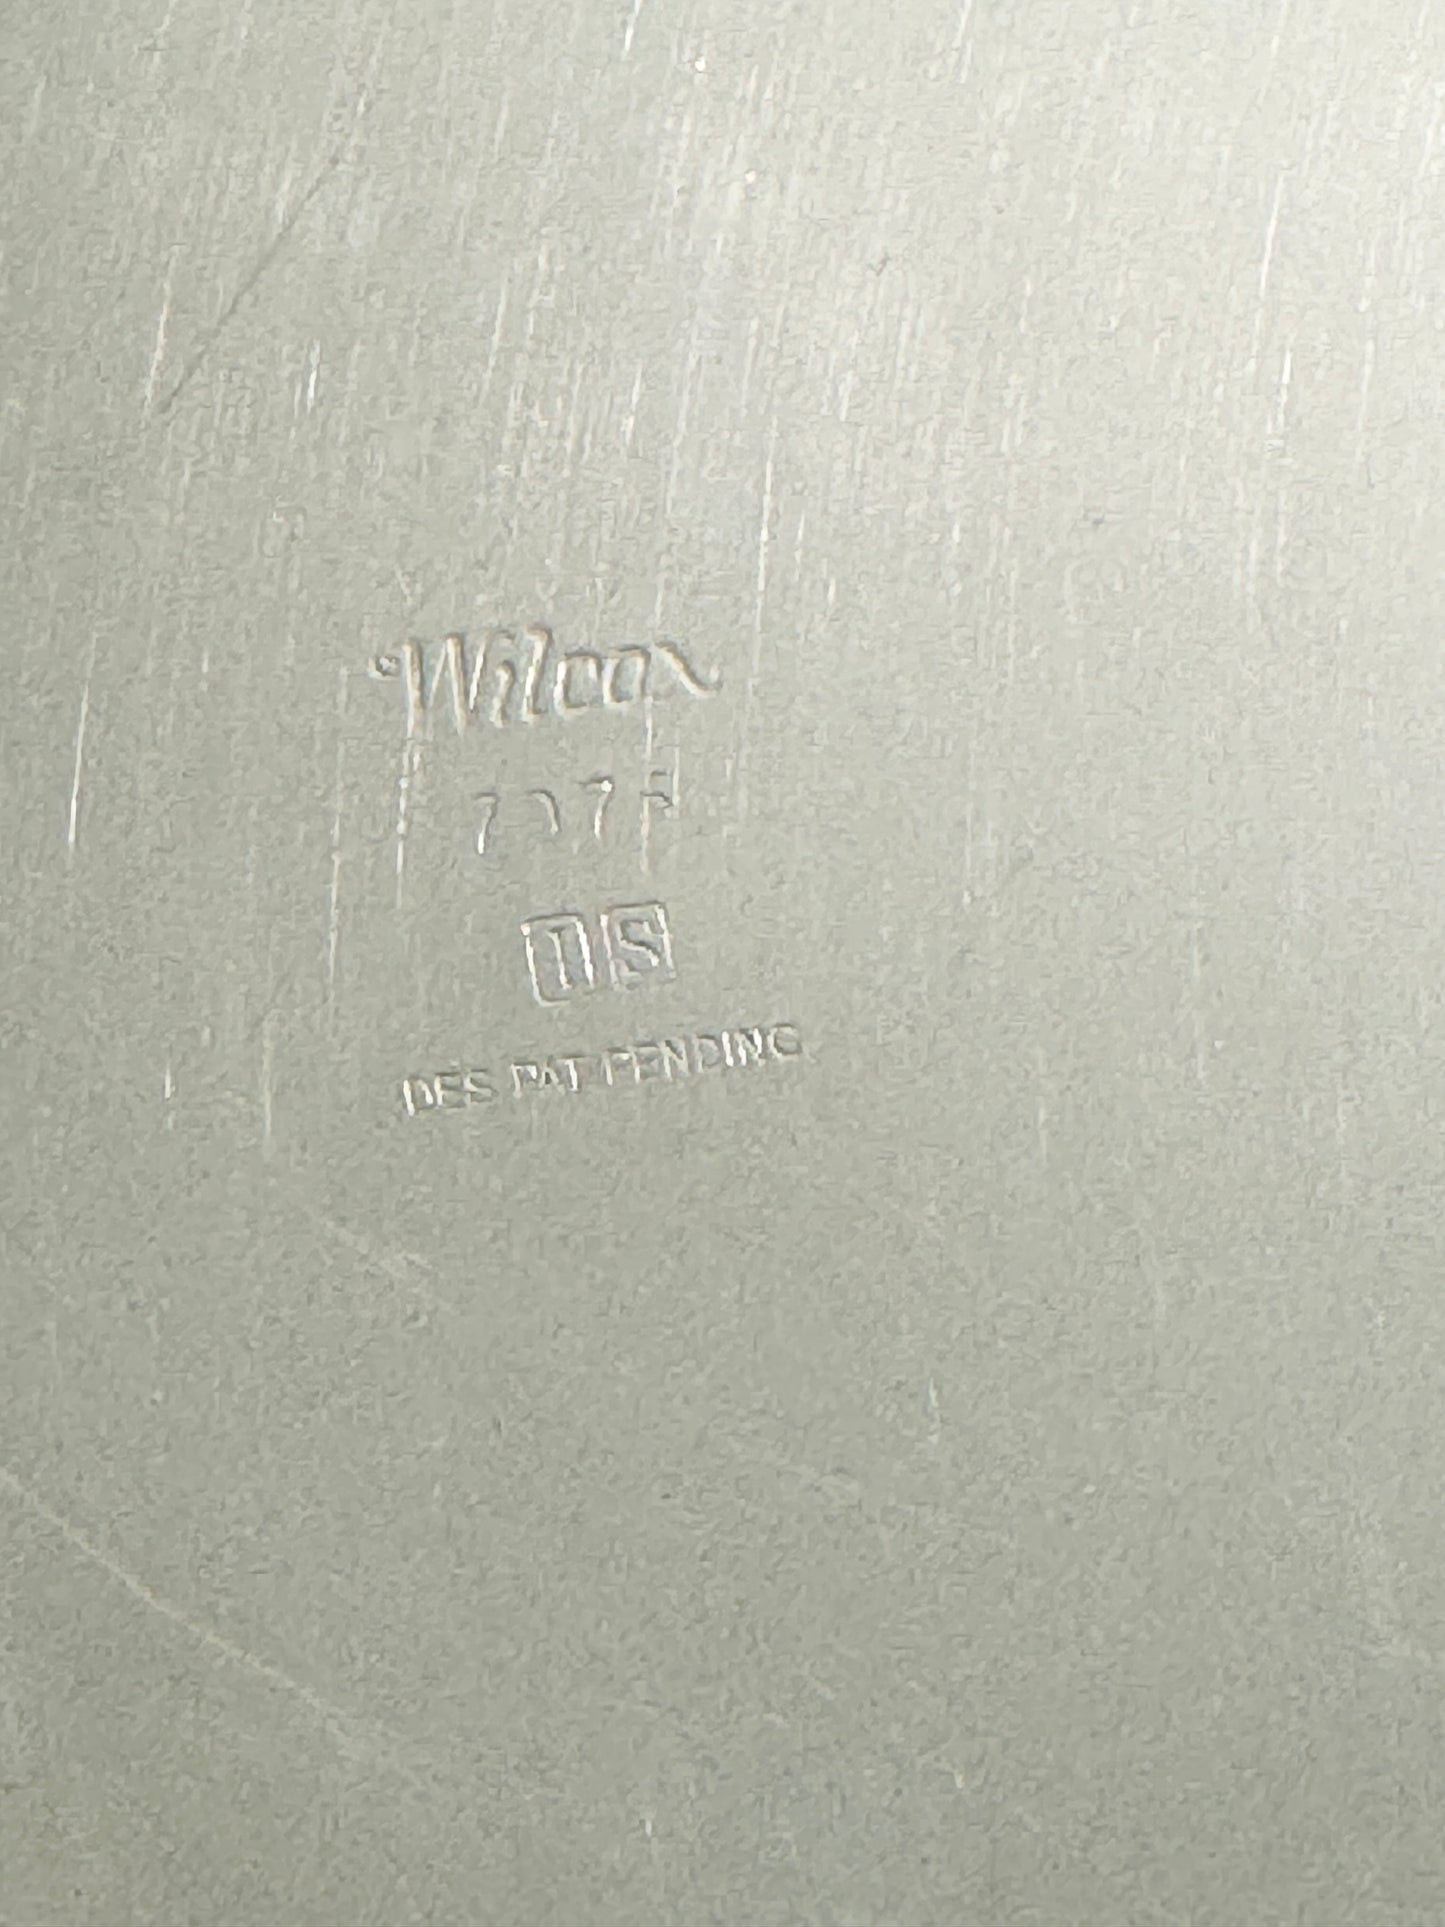 Wilcox
IS
DES PAT PENDING